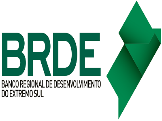 BRDE
BANCO REGIONAL DE DESENVOLVIMENTO
DO EXTREMO SUL